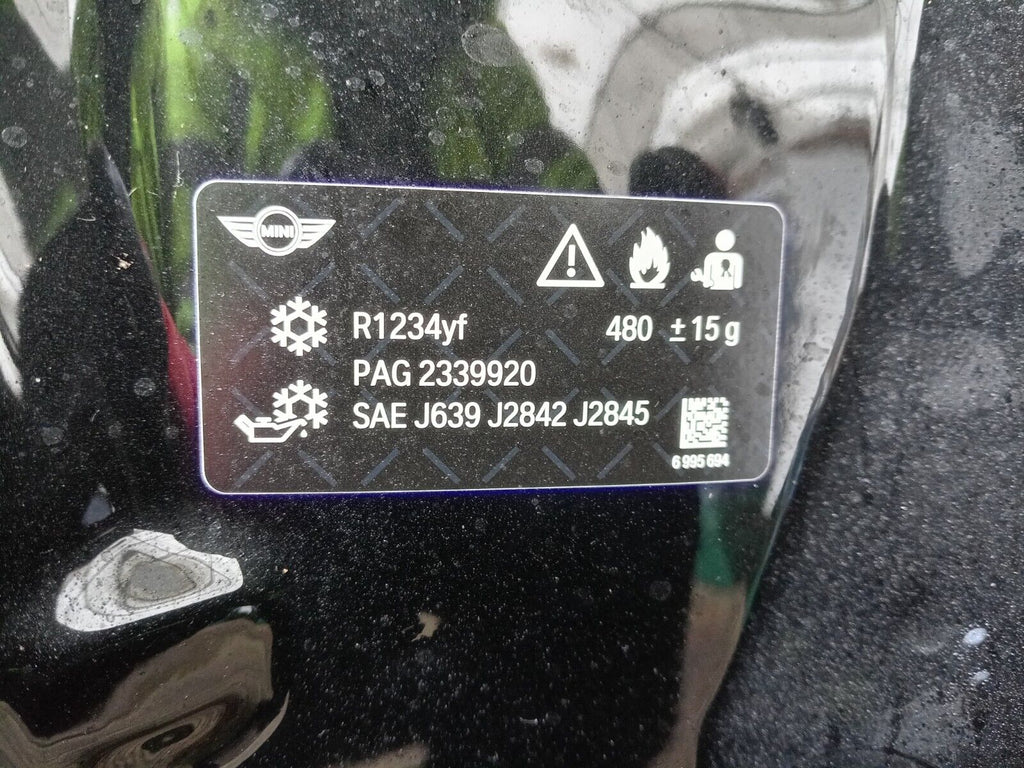 MINI
R1234yf 480 ± 15 g
PAG 2339920
SAE J639 J2842 J2845
6 995 694